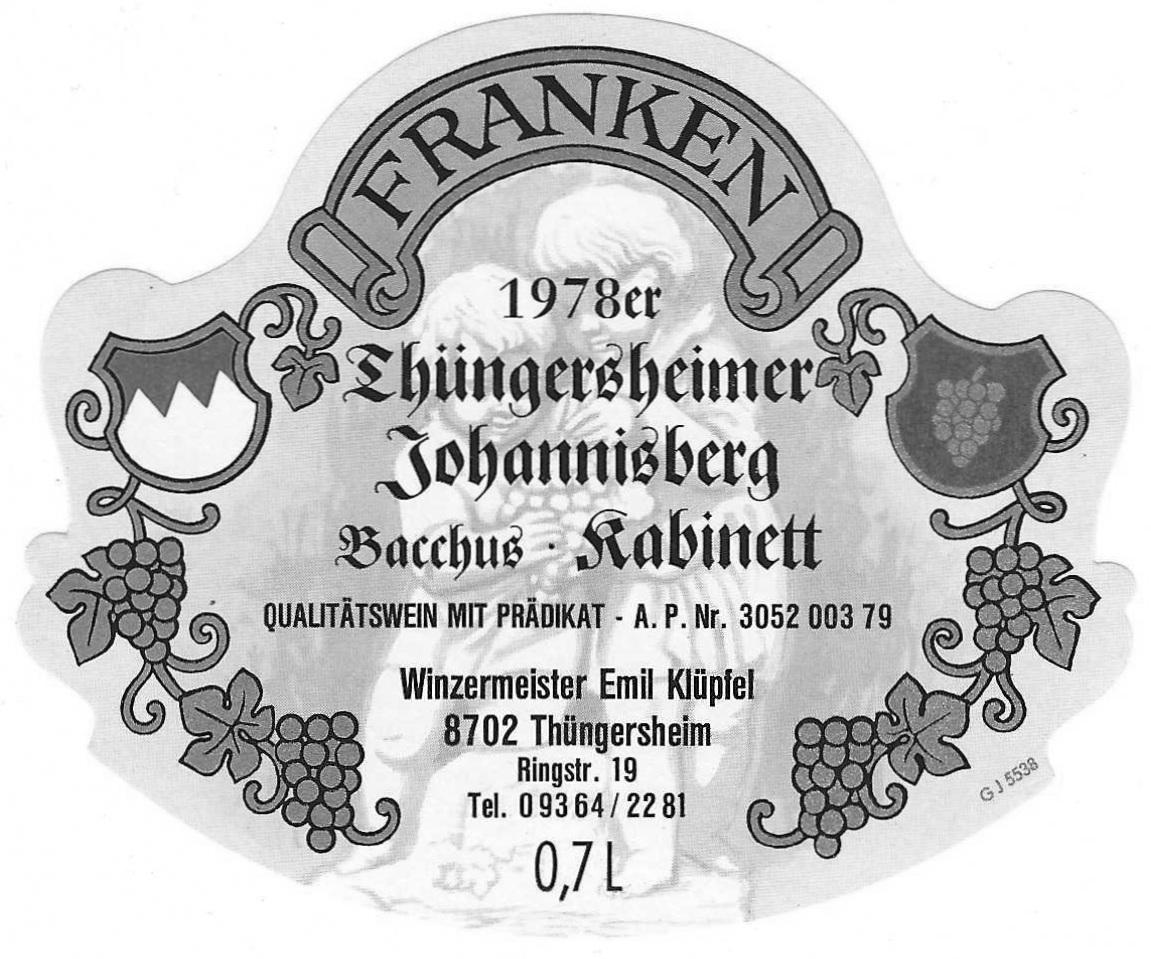 FRANKEN
1978er
Thüngersheimer
Johannisberg
Bacchus · Kabinett
QUALITÄTSWEIN MIT PRÄDIKAT - A. P. Nr. 3052 003 79
Winzermeister Emil Klüpfel
8702 Thüngersheim
Ringstr. 19
Tel. 0 93 64 / 22 81
0,7 L
G J 5538